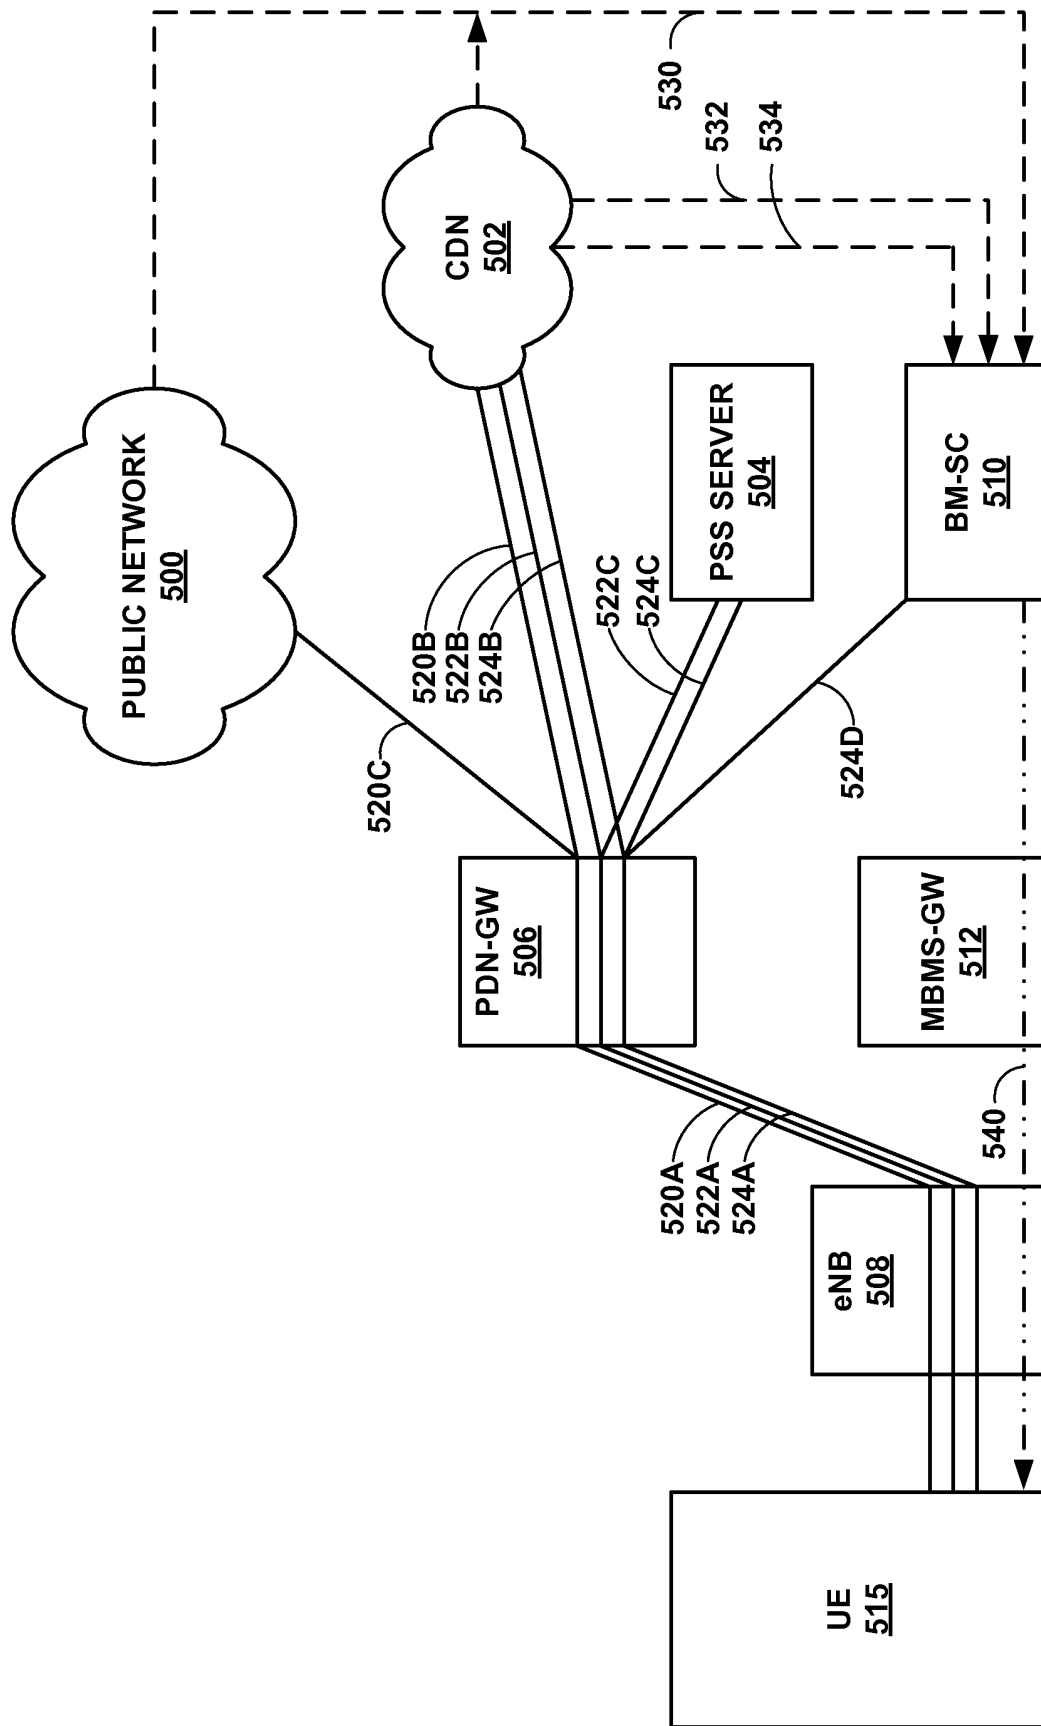 PUBLIC NETWORK
500
CDN
502
530
532
534
520C
520B
522B
524B
PSS SERVER
504
522C
524C
BM-SC
510
524D
PDN-GW
506
MBMS-GW
512
520A
522A
524A
540
eNB
508
UE
515